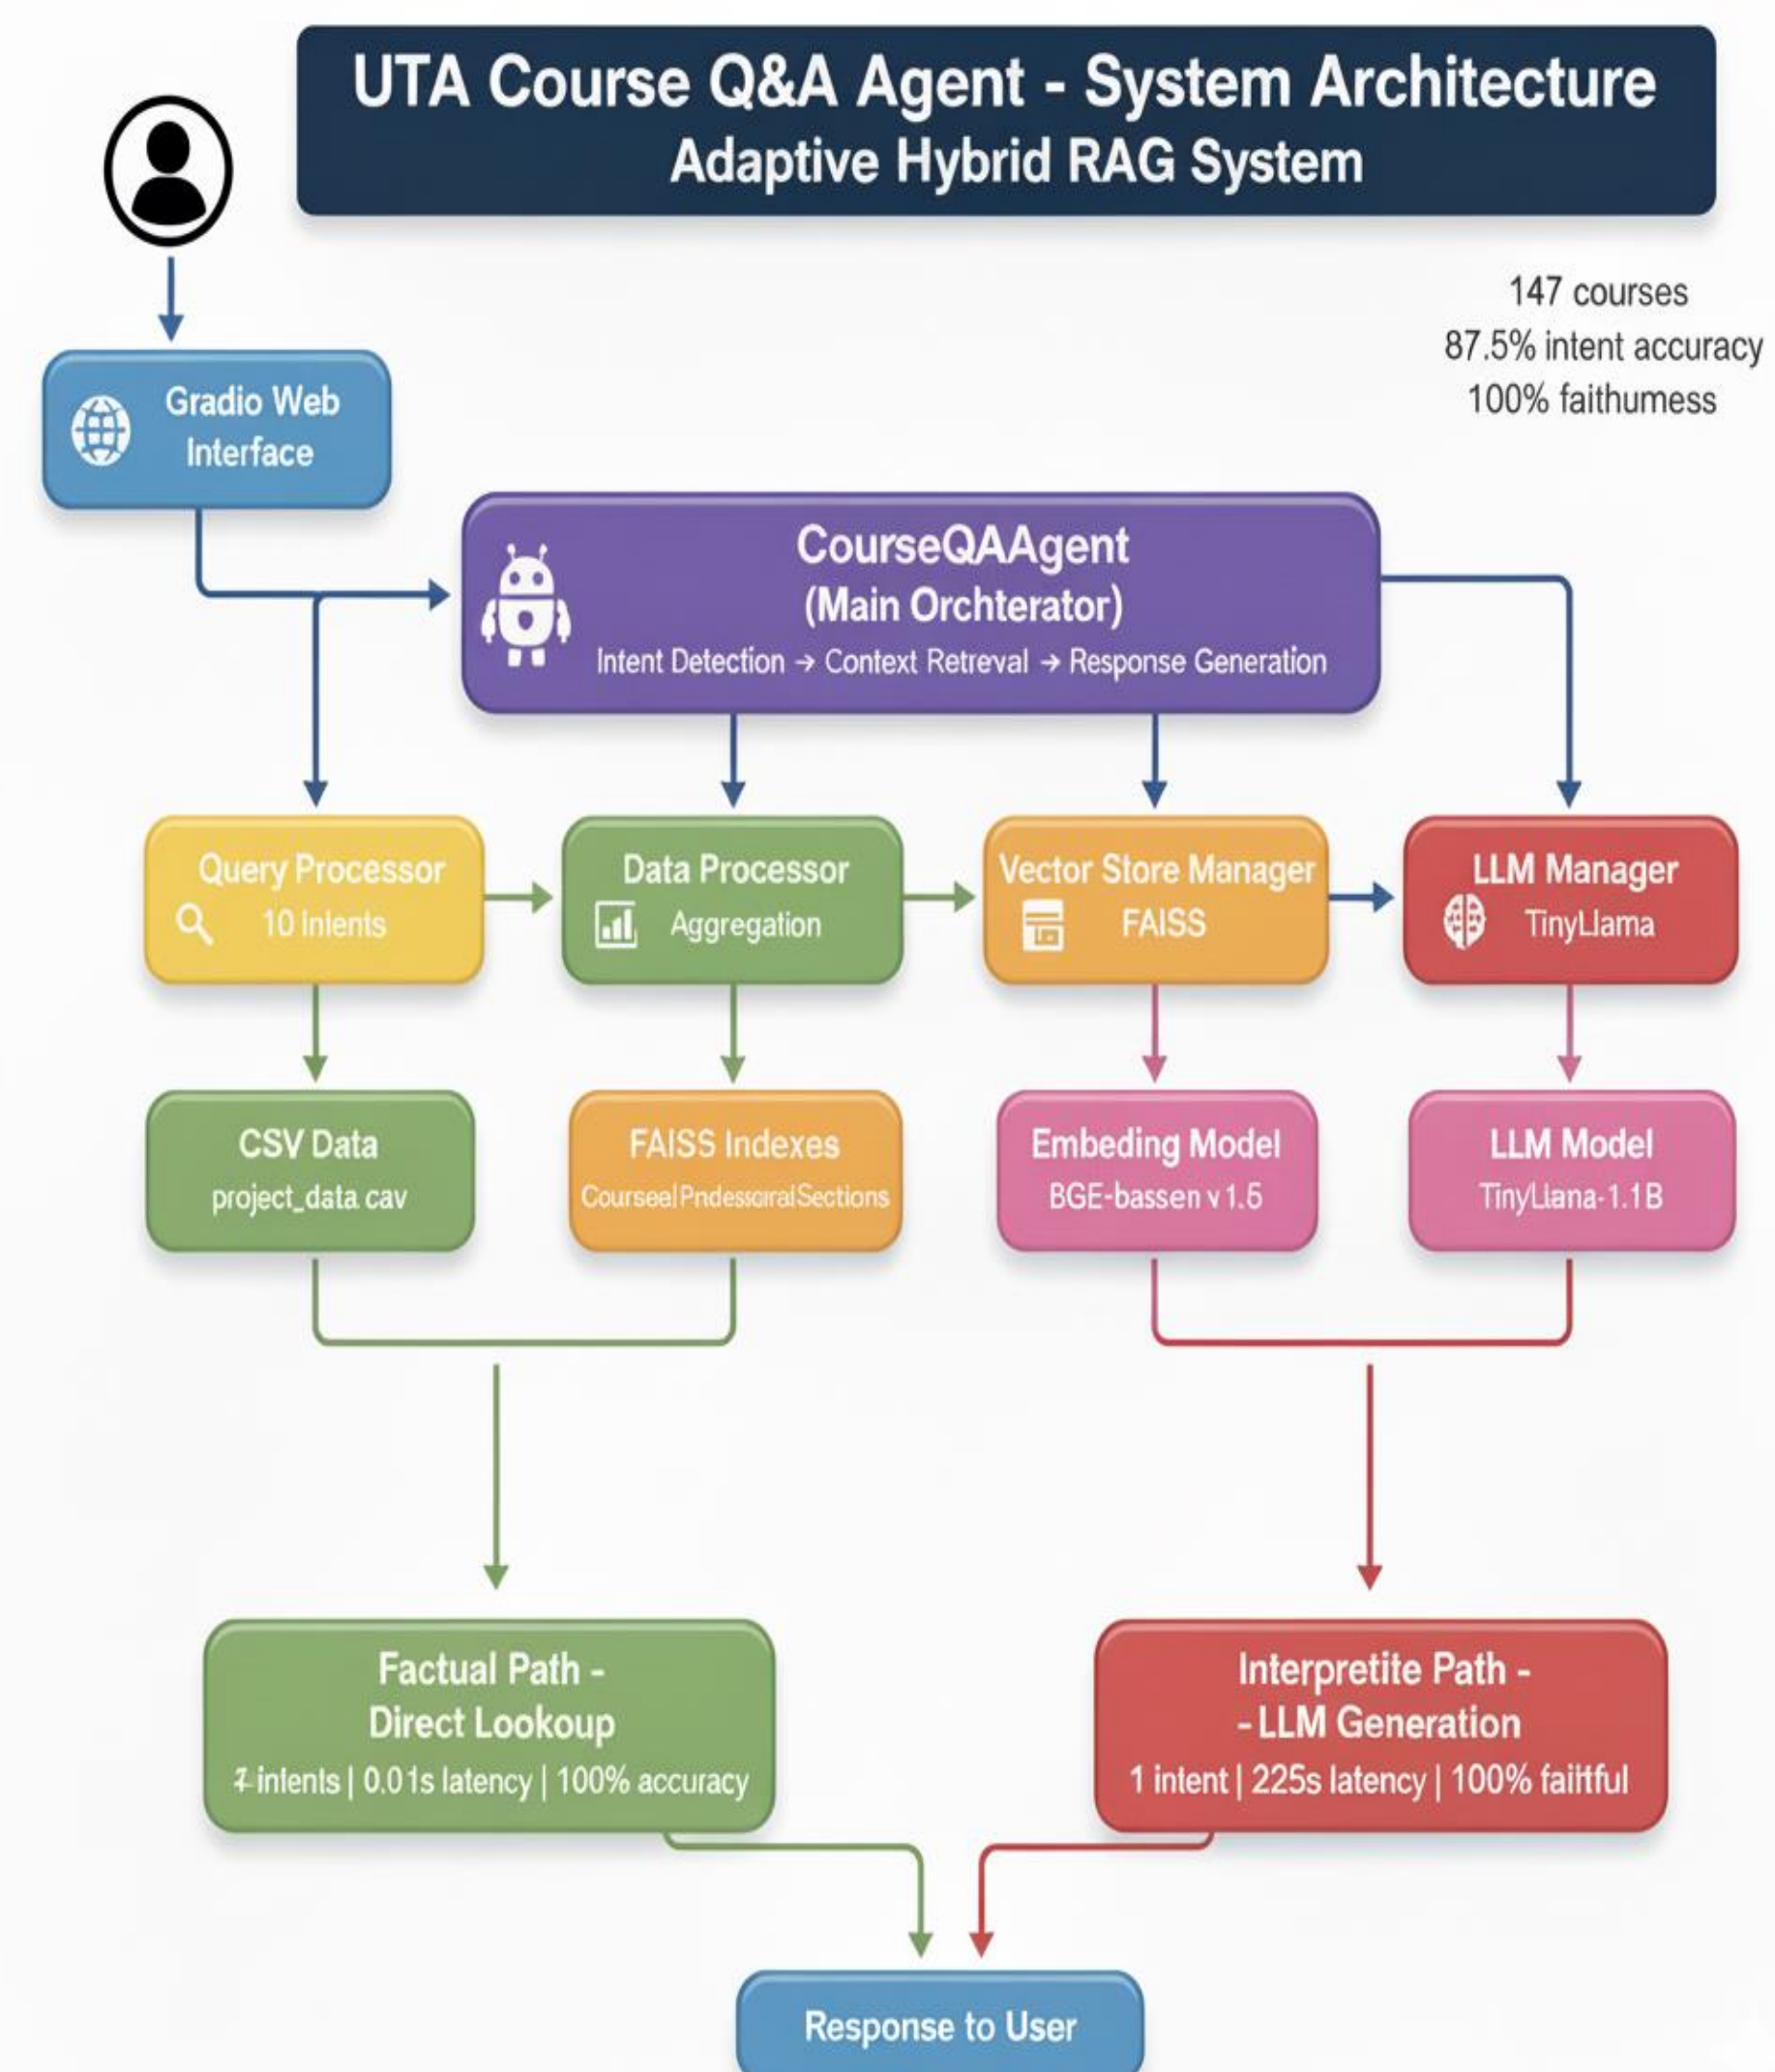 UTA Course Q&A Agent - System Architecture
Adaptive Hybrid RAG System
147 courses
87.5% intent accuracy
100% faithumess
Gradio Web
Interface
CourseQAAgent
(Main Orchterator)
Intent Detection → Context Retreval → Response Generation
Query Processor
10 Intents
Data Processor
Aggregation
Vector Store Manager
FAISS
LLM Manager
TinyLlama
CSV Data
project_data.cav
FAISS Indexes
Embeding Model
BGE-bassen v1.5
LLM Model
TinyLlana-1.1B
Factual Path -
Direct Lookoup
intents | 0.01s latency | 100% accuracy
Interpretite Path -
- LLM Generation
1 intent | 225s latency | 100% faiitful
Response to User